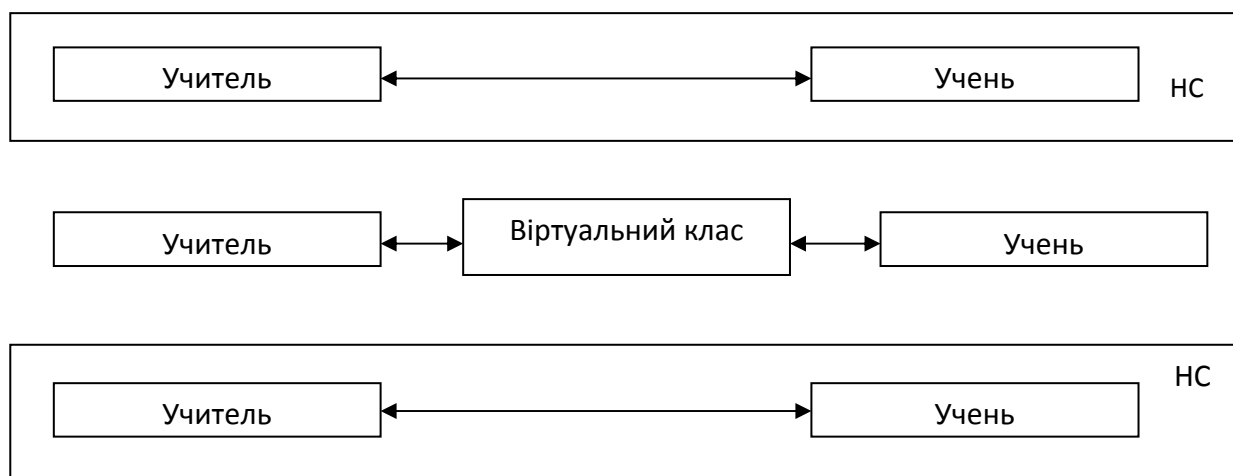 Учитель
Учень
НС
Учитель
Віртуальний клас
Учень
НС
Учитель
Учень